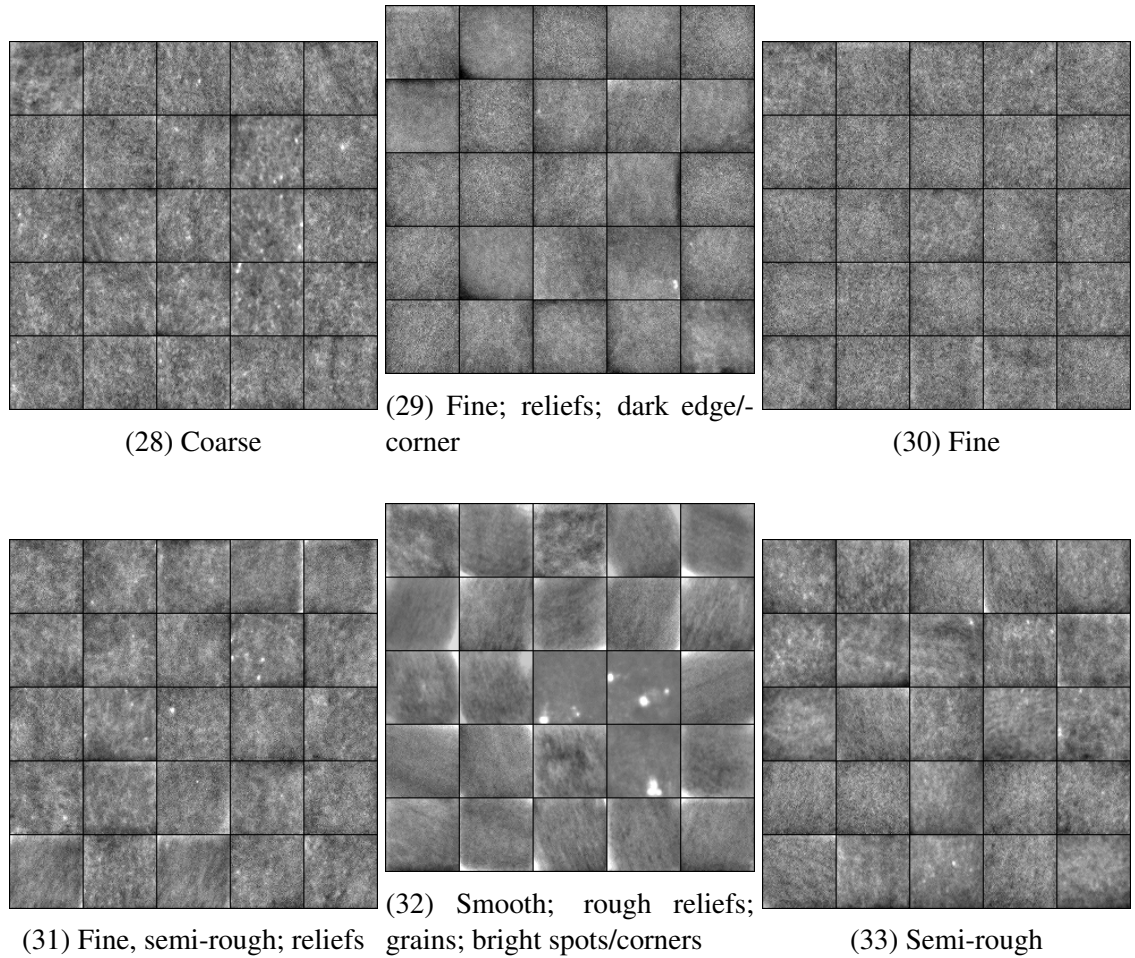 (28) Coarse
(29) Fine; reliefs; dark edge/-
corner
(30) Fine
(31) Fine, semi-rough; reliefs
(32) Smooth; rough reliefs;
grains; bright spots/corners
(33) Semi-rough